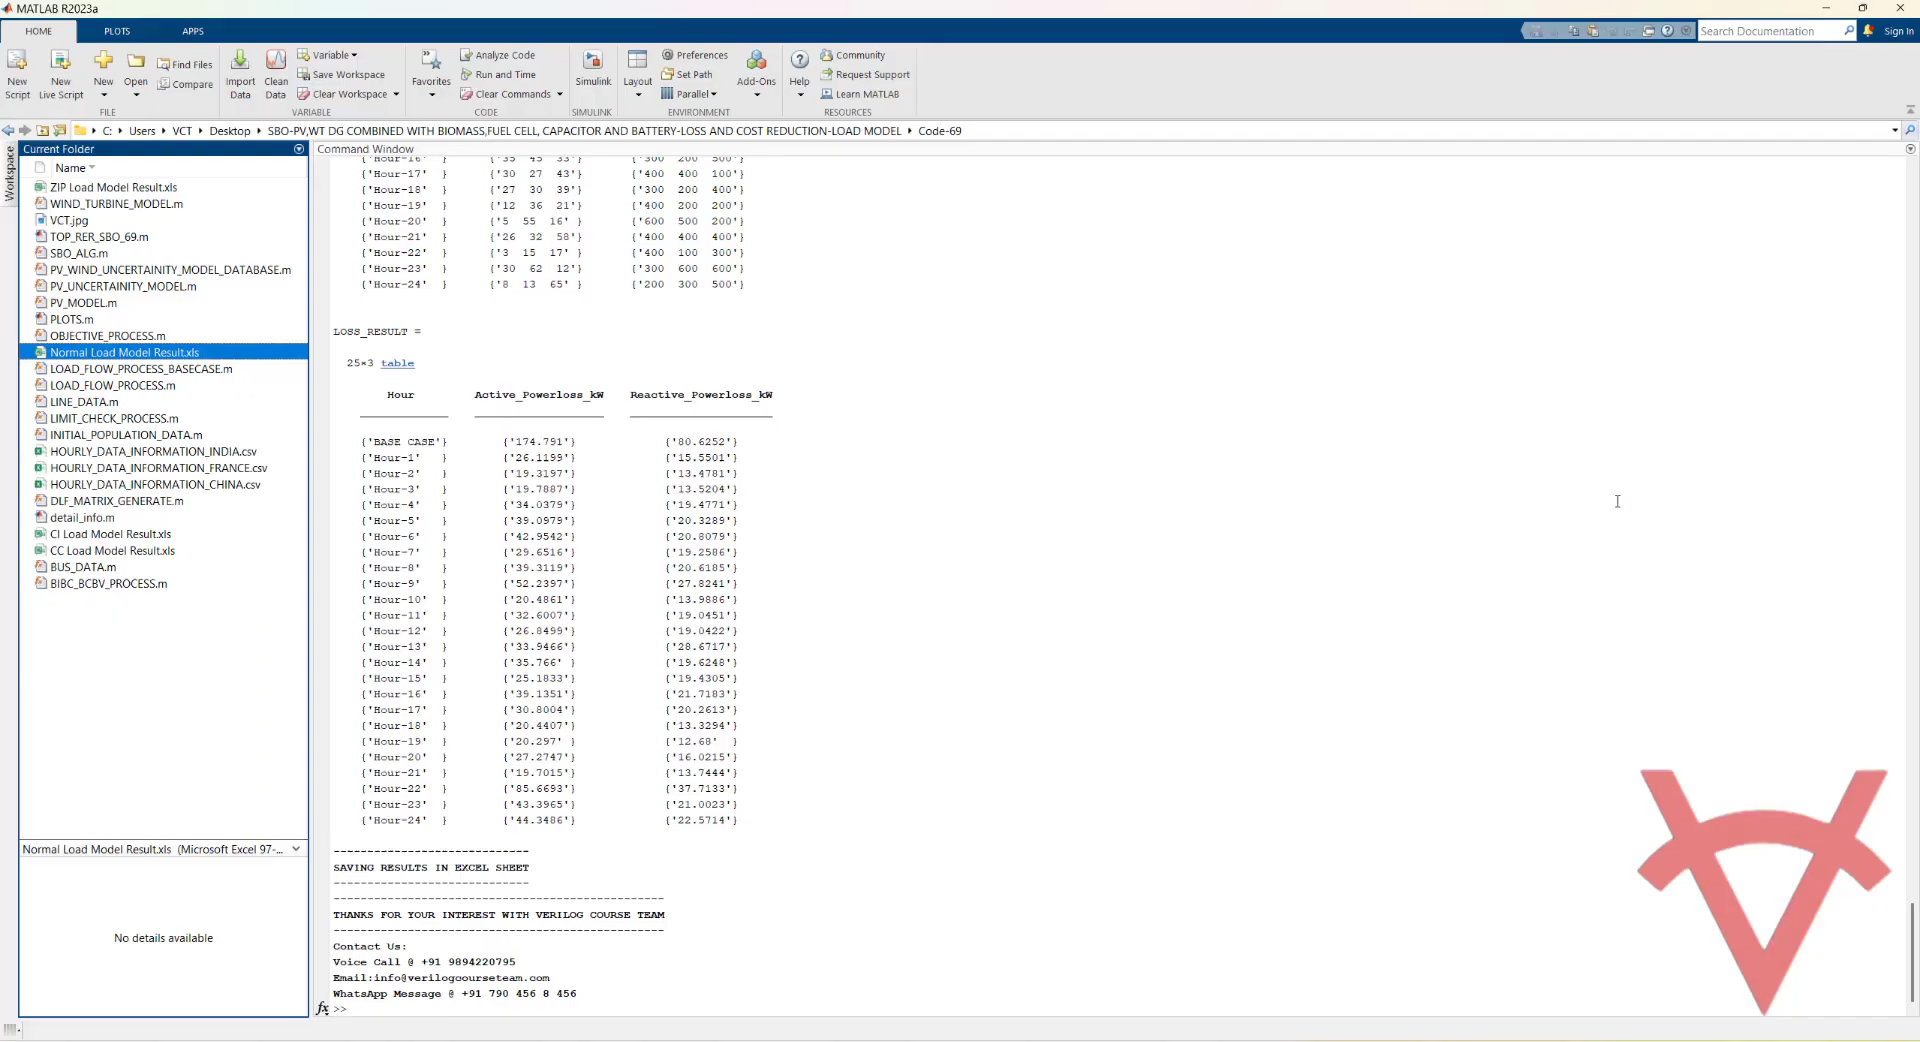 MATLAB R2023a
HOME PLOTS APPS
Search Documentation Sign In
New Script
New Live Script
New
Open
Find Files
Compare
Import Data
Clean Data
Variable
Save Workspace
Clear Workspace
Favorites
Analyze Code
Run and Time
Clear Commands
Simulink
Layout
Preferences
Set Path
Parallel
Add-Ons
Help
Community
Request Support
Learn MATLAB
FILE VARIABLE CODE SIMULINK ENVIRONMENT RESOURCES
C: Users VCT Desktop SBO-PV,WT DG COMBINED WITH BIOMASS,FUEL CELL, CAPACITOR AND BATTERY-LOSS AND COST REDUCTION-LOAD MODEL Code-69
Workspace
Current Folder
Name
ZIP Load Model Result.xls
WIND_TURBINE_MODEL.m
VCT.jpg
TOP_RER_SBO_69.m
SBO_ALG.m
PV_WIND_UNCERTAINITY_MODEL_DATABASE.m
PV_UNCERTAINITY_MODEL.m
PV_MODEL.m
PLOTS.m
OBJECTIVE_PROCESS.m
Normal Load Model Result.xls
LOAD_FLOW_PROCESS_BASECASE.m
LOAD_FLOW_PROCESS.m
LINE_DATA.m
LIMIT_CHECK_PROCESS.m
INITIAL_POPULATION_DATA.m
HOURLY_DATA_INFORMATION_INDIA.csv
HOURLY_DATA_INFORMATION_FRANCE.csv
HOURLY_DATA_INFORMATION_CHINA.csv
DLF_MATRIX_GENERATE.m
detail_info.m
CI Load Model Result.xls
CC Load Model Result.xls
BUS_DATA.m
BIBC_BCBV_PROCESS.m
Normal Load Model Result.xls (Microsoft Excel 97-...
No details available
Command Window
{'Hour-16' } {'35 45 33'} {'300 200 500'}
{'Hour-17' } {'30 27 43'} {'400 400 100'}
{'Hour-18' } {'27 30 39'} {'300 200 400'}
{'Hour-19' } {'12 36 21'} {'400 200 200'}
{'Hour-20' } {'5 55 16' } {'600 500 200'}
{'Hour-21' } {'26 32 58'} {'400 400 400'}
{'Hour-22' } {'3 15 17' } {'400 100 300'}
{'Hour-23' } {'30 62 12'} {'300 600 600'}
{'Hour-24' } {'8 13 65' } {'200 300 500'}
LOSS_RESULT =
25×3 table
Hour Active_Powerloss_kW Reactive_Powerloss_kW
{'BASE CASE'} {'174.791'} {'80.6252'}
{'Hour-1' } {'26.1199'} {'15.5501'}
{'Hour-2' } {'19.3197'} {'13.4781'}
{'Hour-3' } {'19.7887'} {'13.5204'}
{'Hour-4' } {'34.0379'} {'19.4771'}
{'Hour-5' } {'39.0979'} {'20.3289'}
{'Hour-6' } {'42.9542'} {'20.8079'}
{'Hour-7' } {'29.6516'} {'19.2586'}
{'Hour-8' } {'39.3119'} {'20.6185'}
{'Hour-9' } {'52.2397'} {'27.8241'}
{'Hour-10' } {'20.4861'} {'13.9886'}
{'Hour-11' } {'32.6007'} {'19.0451'}
{'Hour-12' } {'26.8499'} {'19.0422'}
{'Hour-13' } {'33.9466'} {'28.6717'}
{'Hour-14' } {'35.766' } {'19.6248'}
{'Hour-15' } {'25.1833'} {'19.4305'}
{'Hour-16' } {'39.1351'} {'21.7183'}
{'Hour-17' } {'30.8004'} {'20.2613'}
{'Hour-18' } {'20.4407'} {'13.3294'}
{'Hour-19' } {'20.297' } {'12.68' }
{'Hour-20' } {'27.2747'} {'16.0215'}
{'Hour-21' } {'19.7015'} {'13.7444'}
{'Hour-22' } {'85.6693'} {'37.7133'}
{'Hour-23' } {'43.3965'} {'21.0023'}
{'Hour-24' } {'44.3486'} {'22.5714'}
----------------------------
SAVING RESULTS IN EXCEL SHEET
----------------------------
-----------------------------------------------
THANKS FOR YOUR INTEREST WITH VERILOG COURSE TEAM
-----------------------------------------------
Contact Us:
Voice Call @ +91 9894220795
Email:info@verilogcourseteam.com
WhatsApp Message @ +91 790 456 8 456
fx >>